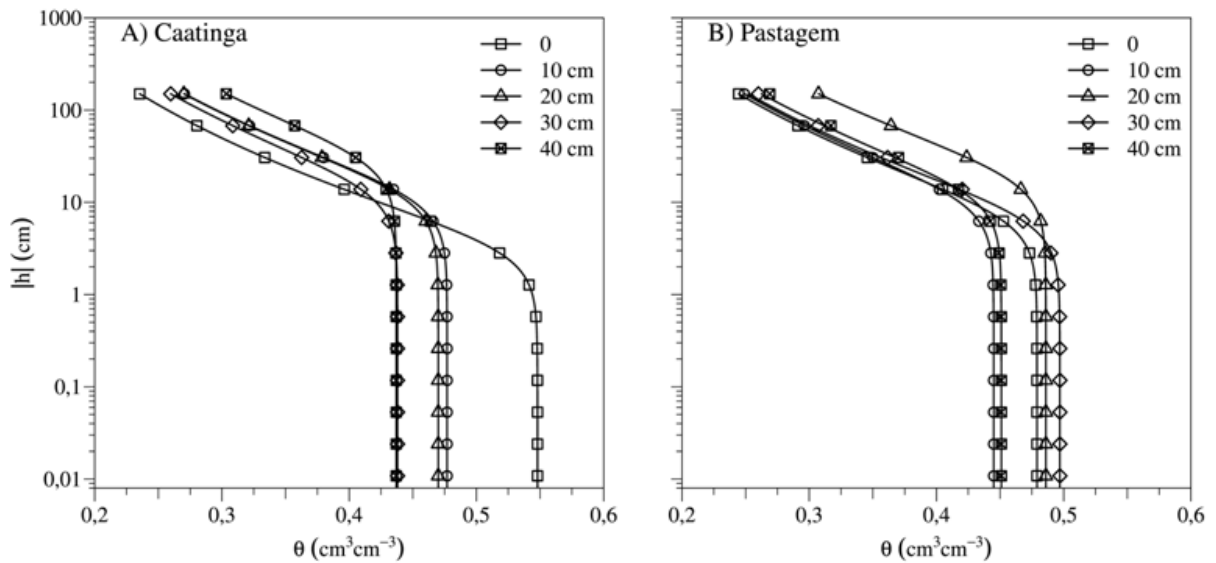 A) Caatinga
0
10 cm
20 cm
30 cm
40 cm
1000
100
10
1
0,1
0,01
|h| (cm)
0,2
0,3
0,4
0,5
0,6
θ (cm³cm⁻³)
B) Pastagem
0
10 cm
20 cm
30 cm
40 cm
0,2
0,3
0,4
0,5
0,6
θ (cm³cm⁻³)